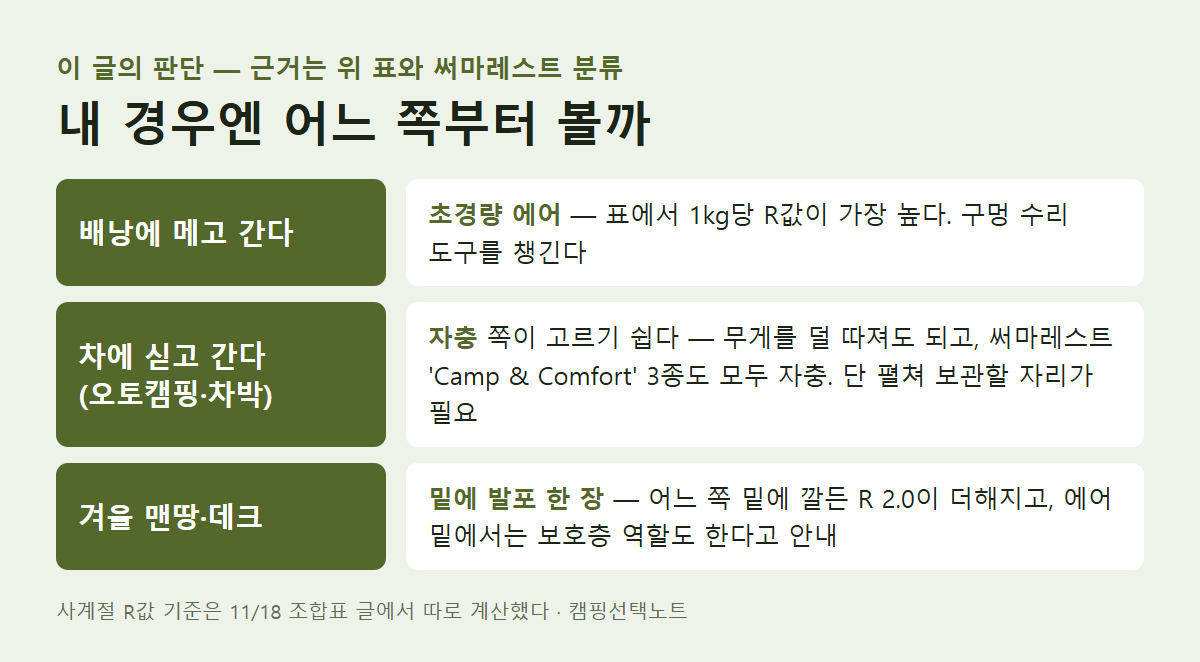 이 글의 판단 — 근거는 위 표와 써마레스트 분류
내 경우엔 어느 쪽부터 볼까
배낭에 메고 간다
초경량 에어 — 표에서 1kg당 R값이 가장 높다. 구멍 수리
도구를 챙긴다
차에 싣고 간다
(오토캠핑·차박)
자충 쪽이 고르기 쉽다 — 무게를 덜 따져도 되고, 써마레스트
'Camp & Comfort' 3종도 모두 자충. 단 펼쳐 보관할 자리가
필요
겨울 맨땅·데크
밑에 발포 한 장 — 어느 쪽 밑에 깔든 R 2.0이 더해지고, 에어
밑에서는 보호층 역할도 한다고 안내
사계절 R값 기준은 11/18 조합표 글에서 따로 계산했다 · 캠핑선택노트